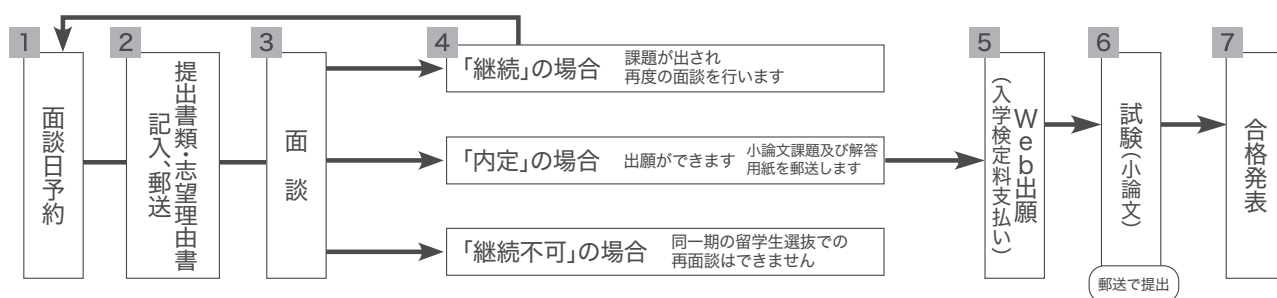 1
面談日予約
2
提出書類・志望理由書
記入、郵送
3
面談
4
「継続」の場合
課題が出され
再度の面談を行います
「内定」の場合
出願ができます
小論文課題及び解答
用紙を郵送します
「継続不可」の場合
同一期の留学生選抜での
再面談はできません
5
Web出願
(入学検定料支払い)
6
試験(小論文)
郵送で提出
7
合格発表